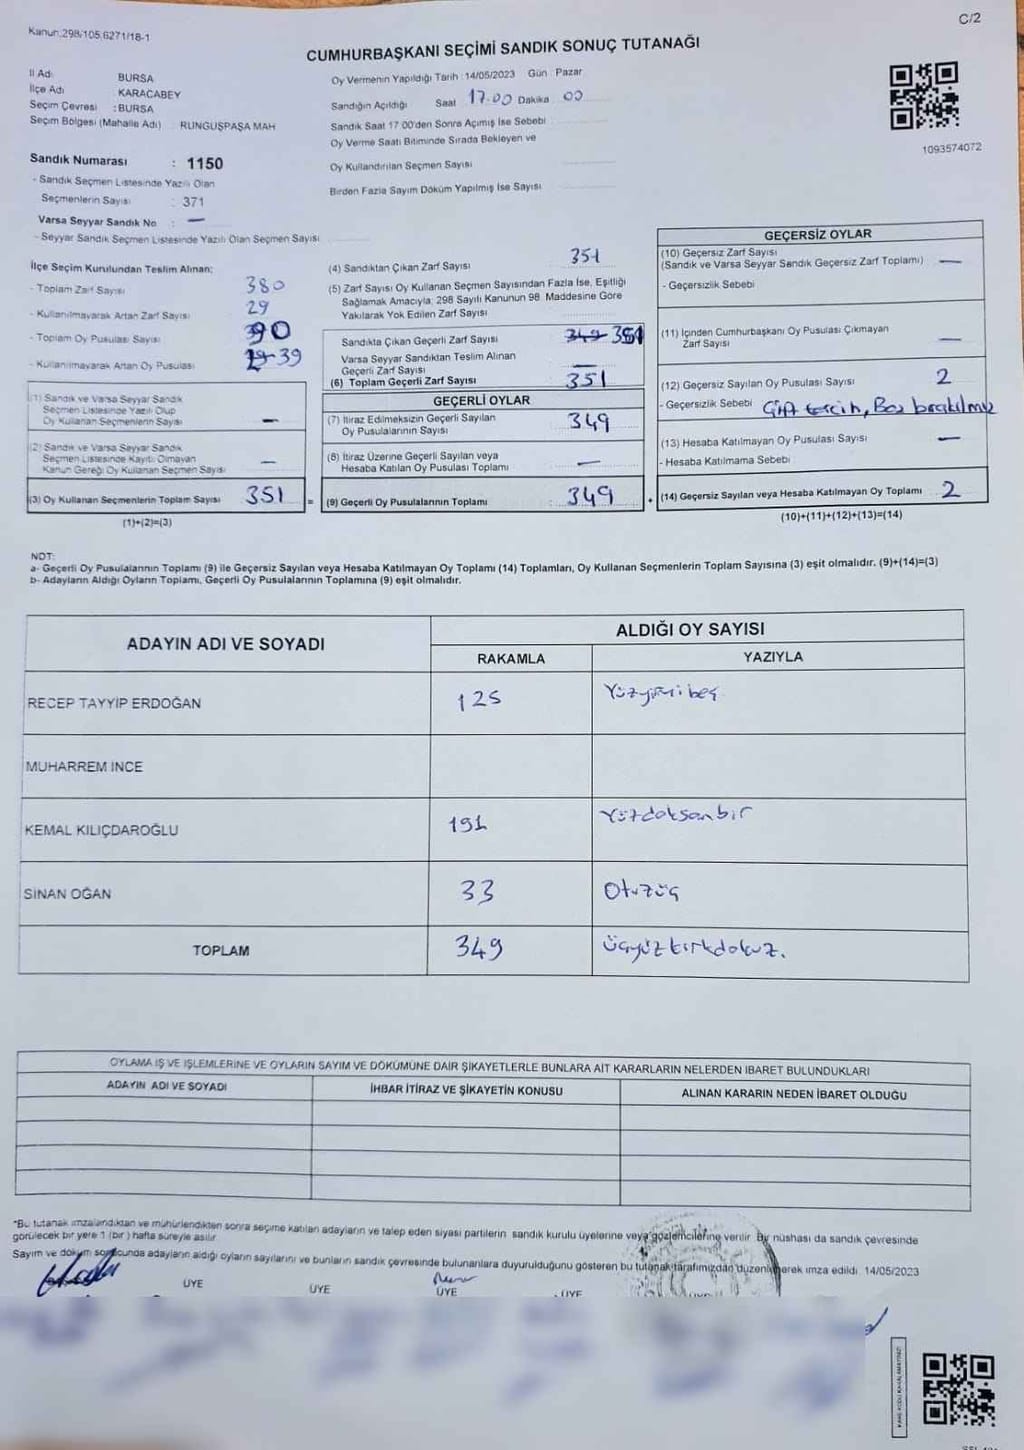 C/2
Kanun:298/105,6271/18-1
CUMHURBAŞKANI SEÇİMİ SANDIK SONUÇ TUTANAĞI
İl Adı BURSA
İlçe Adı KARACABEY
Seçim Çevresi : BURSA
Seçim Bölgesi (Mahalle Adı) RUNGUŞPAŞA MAH
Oy Vermenin Yapıldığı Tarih :14/05/2023 Gün Pazar
Sandığın Açıldığı Saat 17.00 Dakika 00
Sandık Saat 17 00'den Sonra Açımış İse Sebebi
Oy Verme Saati Bitiminde Sırada Bekleyen ve
Oy Kullandırılan Seçmen Sayısı
Birden Fazla Sayım Döküm Yapılmış İse Sayısı
1093574072
Sandık Numarası : 1150
- Sandık Seçmen Listesinde Yazılı Olan
Seçmenlerin Sayısı : 371
Varsa Seyyar Sandık No : —
- Seyyar Sandık Seçmen Listesinde Yazılı Olan Seçmen Sayısı
İlçe Seçim Kurulundan Teslim Alınan;
- Toplam Zarf Sayısı 380
- Kullanılmayarak Artan Zarf Sayısı 29
- Toplam Oy Pusulası Sayısı 390
- Kullanılmayarak Artan Oy Pusulası 29 39
(1) Sandık ve Varsa Seyyar Sandık
Seçmen Listesinde Yazılı Olup
Oy Kullanan Seçmenlerin Sayısı —
(2) Sandık ve Varsa Seyyar Sandık
Seçmen Listesinde Kayıtlı Olmayan
Kanun Gereği Oy Kullanan Seçmen Sayısı —
(3) Oy Kullanan Seçmenlerin Toplam Sayısı 351 =
(1)+(2)=(3)
(4) Sandıktan Çıkan Zarf Sayısı 351
(5) Zarf Sayısı Oy Kullanan Seçmen Sayısından Fazla İse, Eşitliği
Sağlamak Amacıyla; 298 Sayılı Kanunun 98. Maddesine Göre
Yakılarak Yok Edilen Zarf Sayısı
Sandıkta Çıkan Geçerli Zarf Sayısı 349 351
Varsa Seyyar Sandıktan Teslim Alınan
Geçerli Zarf Sayısı —
(6) Toplam Geçerli Zarf Sayısı 351
GEÇERLİ OYLAR
(7) İtiraz Edilmeksizin Geçerli Sayılan
Oy Pusulalarının Sayısı 349
(8) İtiraz Üzerine Geçerli Sayılan veya
Hesaba Katılan Oy Pusulası Toplamı —
(9) Geçerli Oy Pusulalarının Toplamı 349 +
GEÇERSİZ OYLAR
(10) Geçersiz Zarf Sayısı
(Sandık ve Varsa Seyyar Sandık Geçersiz Zarf Toplamı) —
- Geçersizlik Sebebi
(11) İçinden Cumhurbaşkanı Oy Pusulası Çıkmayan
Zarf Sayısı —
(12) Geçersiz Sayılan Oy Pusulası Sayısı 2
- Geçersizlik Sebebi Çift tercih, Boş bırakılmış
(13) Hesaba Katılmayan Oy Pusulası Sayısı —
- Hesaba Katılmama Sebebi
(14) Geçersiz Sayılan veya Hesaba Katılmayan Oy Toplamı 2
(10)+(11)+(12)+(13)=(14)
NOT:
a- Geçerli Oy Pusulalarının Toplamı (9) ile Geçersiz Sayılan veya Hesaba Katılmayan Oy Toplamı (14) Toplamları, Oy Kullanan Seçmenlerin Toplam Sayısına (3) eşit olmalıdır. (9)+(14)=(3)
b- Adayların Aldığı Oyların Toplamı, Geçerli Oy Pusulalarının Toplamına (9) eşit olmalıdır.
ADAYIN ADI VE SOYADI
ALDIĞI OY SAYISI
RAKAMLA YAZIYLA
RECEP TAYYİP ERDOĞAN 125 Yüzyirmi beş
MUHARREM İNCE
KEMAL KILIÇDAROĞLU 191 Yüzdoksanbir
SİNAN OĞAN 33 Otuzüç
TOPLAM 349 Üçyüzkırkdokuz.
OYLAMA İŞ VE İŞLEMLERİNE VE OYLARIN SAYIM VE DÖKÜMÜNE DAİR ŞİKAYETLERLE BUNLARA AİT KARARLARIN NELERDEN İBARET BULUNDUKLARI
ADAYIN ADI VE SOYADI İHBAR İTİRAZ VE ŞİKAYETİN KONUSU ALINAN KARARIN NEDEN İBARET OLDUĞU
*Bu tutanak imzalandıktan ve mühürlendikten sonra seçime katılan adayların ve talep eden siyasi partilerin sandık kurulu üyelerine veya gözlemcilerine verilir. Bir nüshası da sandık çevresinde
görülecek bir yere 1 (bir) hafta süreyle asılır.
Sayım ve döküm sonucunda adayların aldığı oyların sayılarını ve bunların sandık çevresinde bulunanlara duyurulduğunu gösteren bu tutanak tarafımızdan düzenlenerek imza edildi. 14/05/2023
ÜYE ÜYE ÜYE ÜYE